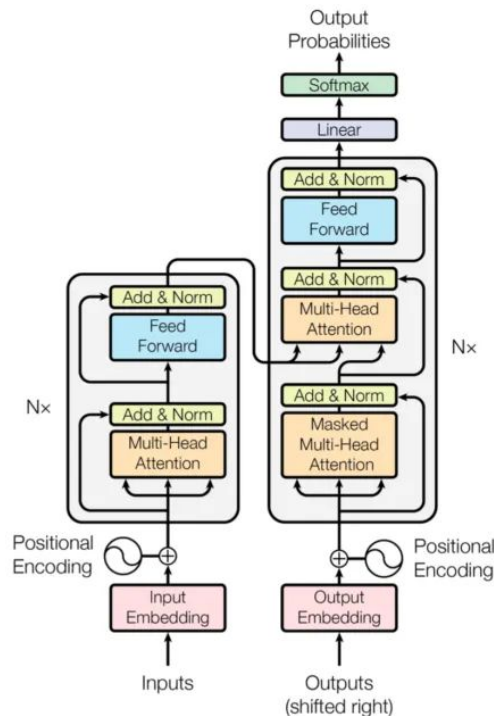 Output
Probabilities
Softmax
Linear
Add & Norm
Feed
Forward
Add & Norm
Multi-Head
Attention
Add & Norm
Masked
Multi-Head
Attention
Nx
Add & Norm
Feed
Forward
Add & Norm
Multi-Head
Attention
Nx
Positional
Encoding
Positional
Encoding
Input
Embedding
Output
Embedding
Inputs
Outputs
(shifted right)